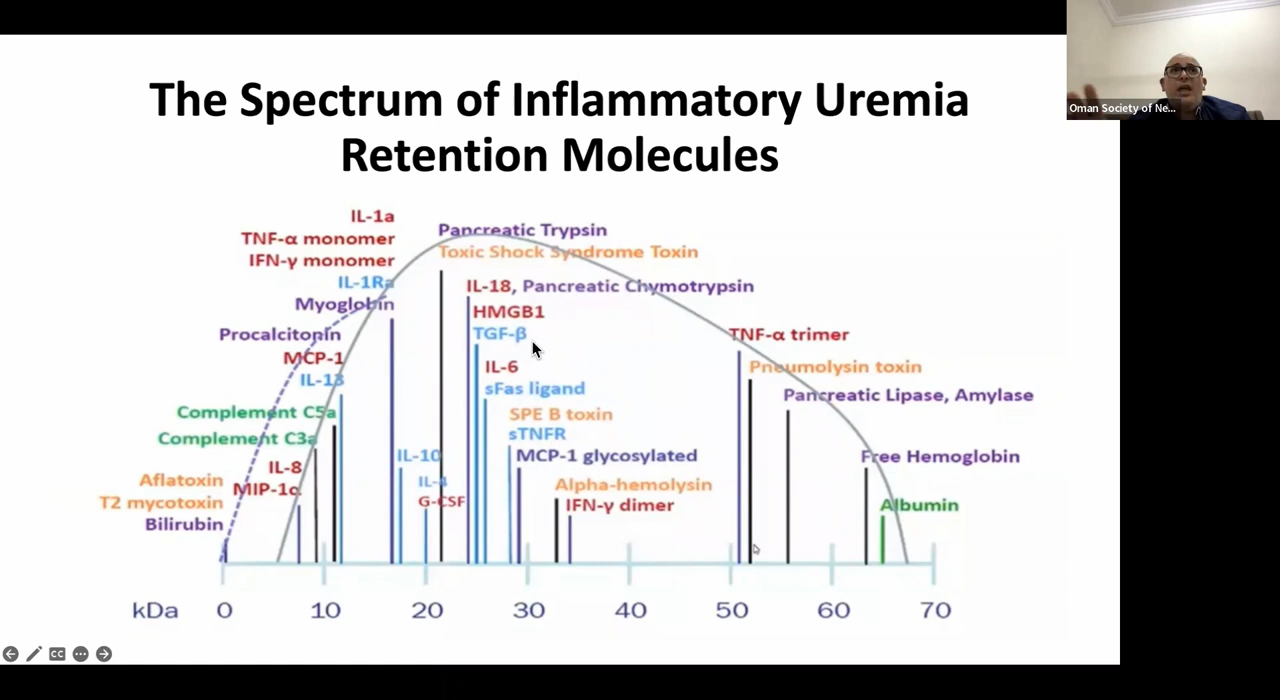 The Spectrum of Inflammatory Uremia
Retention Molecules
Oman Society of Ne...
IL-1a
TNF-α monomer
IFN-γ monomer
IL-1Ra
Myoglobin
Procalcitonin
MCP-1
IL-13
Complement C5a
Complement C3a
IL-8
MIP-1α
Aflatoxin
T2 mycotoxin
Bilirubin
Pancreatic Trypsin
Toxic Shock Syndrome Toxin
IL-18, Pancreatic Chymotrypsin
HMGB1
TGF-β
IL-6
sFas ligand
SPE B toxin
sTNFR
MCP-1 glycosylated
IL-10
IL-4
G-CSF
Alpha-hemolysin
IFN-γ dimer
TNF-α trimer
Pneumolysin toxin
Pancreatic Lipase, Amylase
Free Hemoglobin
Albumin
kDa 0 10 20 30 40 50 60 70
CC